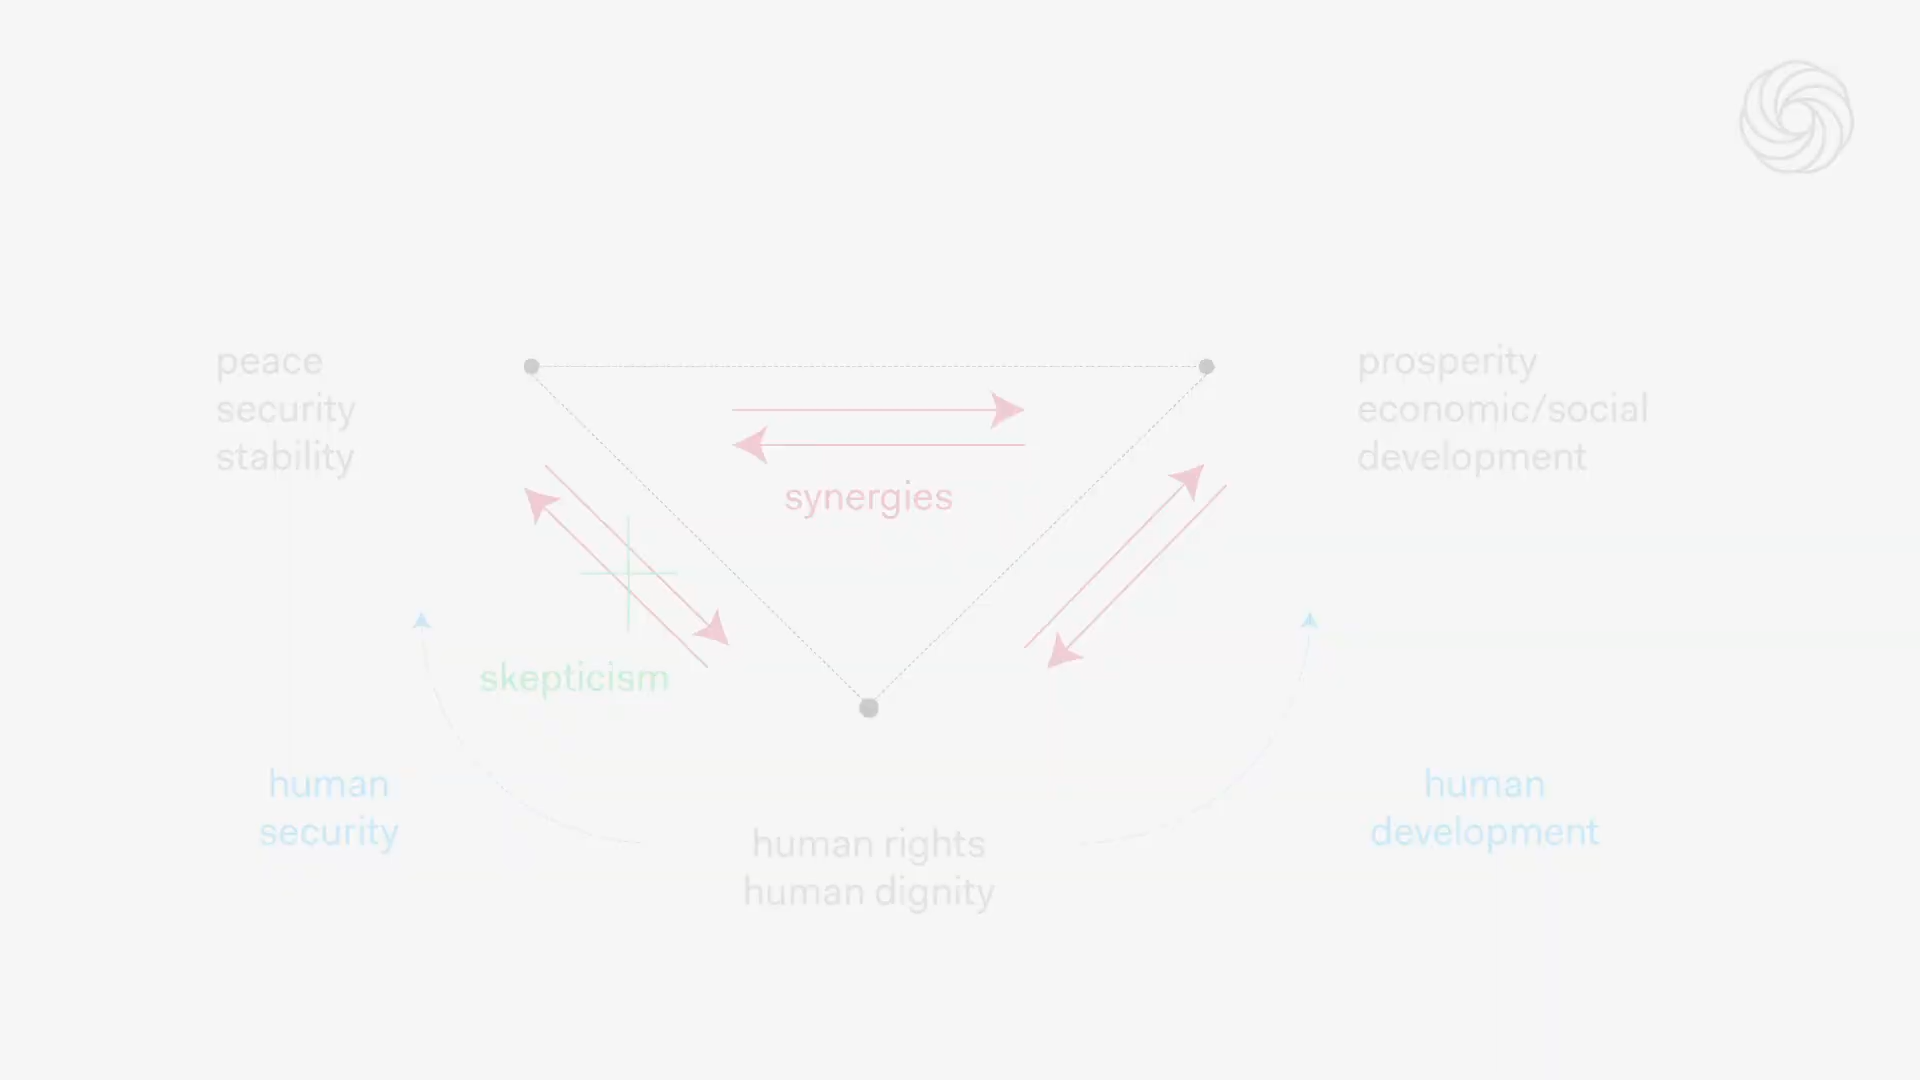 peace
security
stability
prosperity
economic/social
development
synergies
skepticism
human
security
human
development
human rights
human dignity